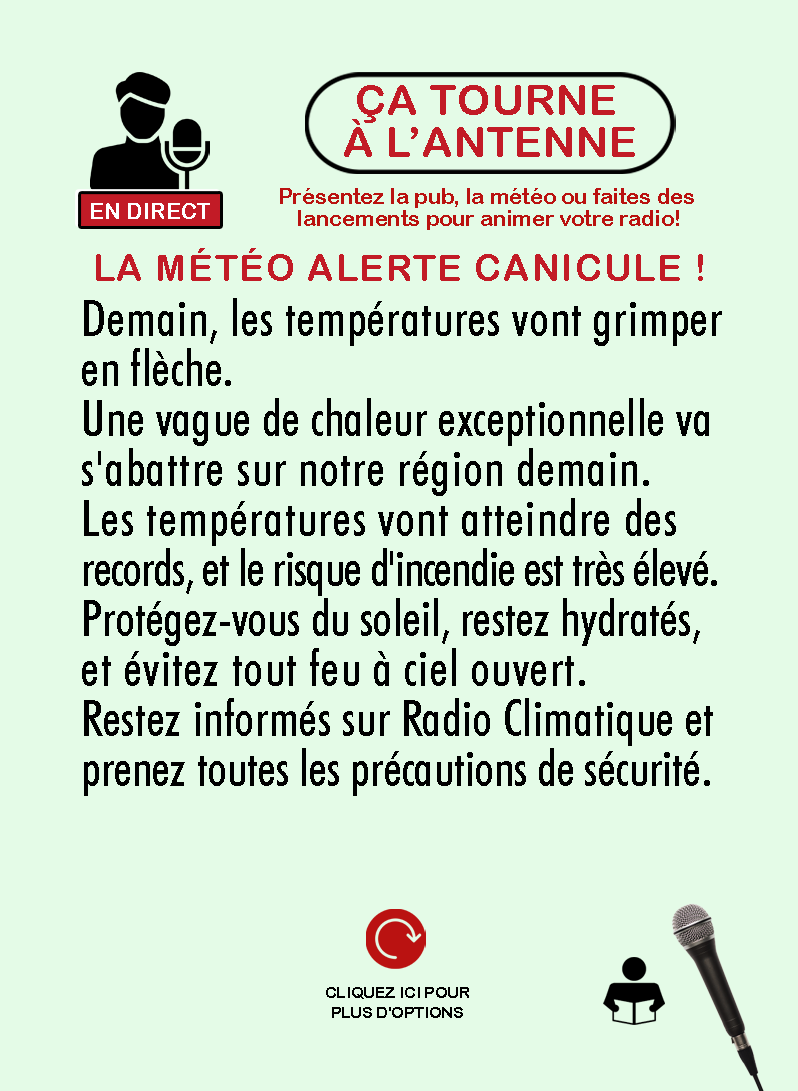 ÇA TOURNE
À L’ANTENNE
EN DIRECT
Présentez la pub, la météo ou faites des
lancements pour animer votre radio!
LA MÉTÉO ALERTE CANICULE !
Demain, les températures vont grimper
en flèche.
Une vague de chaleur exceptionnelle va
s'abattre sur notre région demain.
Les températures vont atteindre des
records, et le risque d'incendie est très élevé.
Protégez-vous du soleil, restez hydratés,
et évitez tout feu à ciel ouvert.
Restez informés sur Radio Climatique et
prenez toutes les précautions de sécurité.
CLIQUEZ ICI POUR
PLUS D'OPTIONS